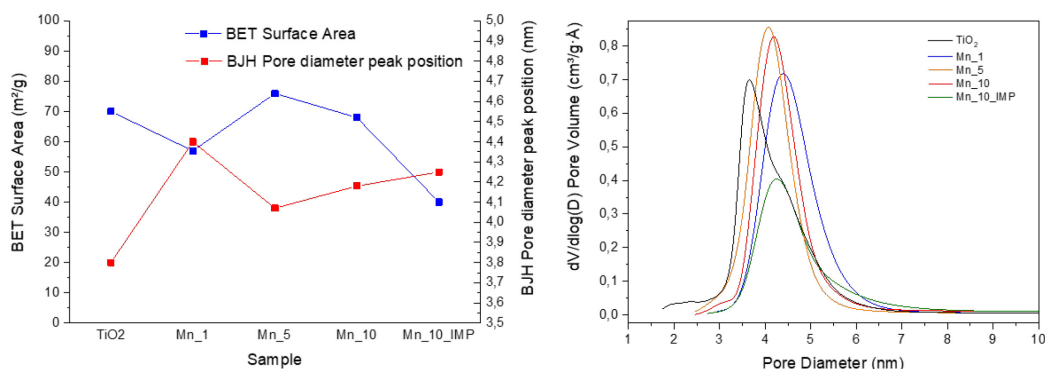 BET Surface Area (m²/g)
100
90
80
70
60
50
40
30
20
10
0
BET Surface Area
BJH Pore diameter peak position
5,0
4,9
4,8
4,7
4,6
4,5
4,4
4,3
4,2
4,1
4,0
3,9
3,8
3,7
3,6
3,5
BJH Pore diameter peak position (nm)
TiO2 Mn_1 Mn_5 Mn_10 Mn_10_IMP
Sample
dV/dlog(D) Pore Volume (cm³/g·Å)
0,8
0,7
0,6
0,5
0,4
0,3
0,2
0,1
0,0
TiO₂
Mn_1
Mn_5
Mn_10
Mn_10_IMP
1 2 3 4 5 6 7 8 9 10
Pore Diameter (nm)